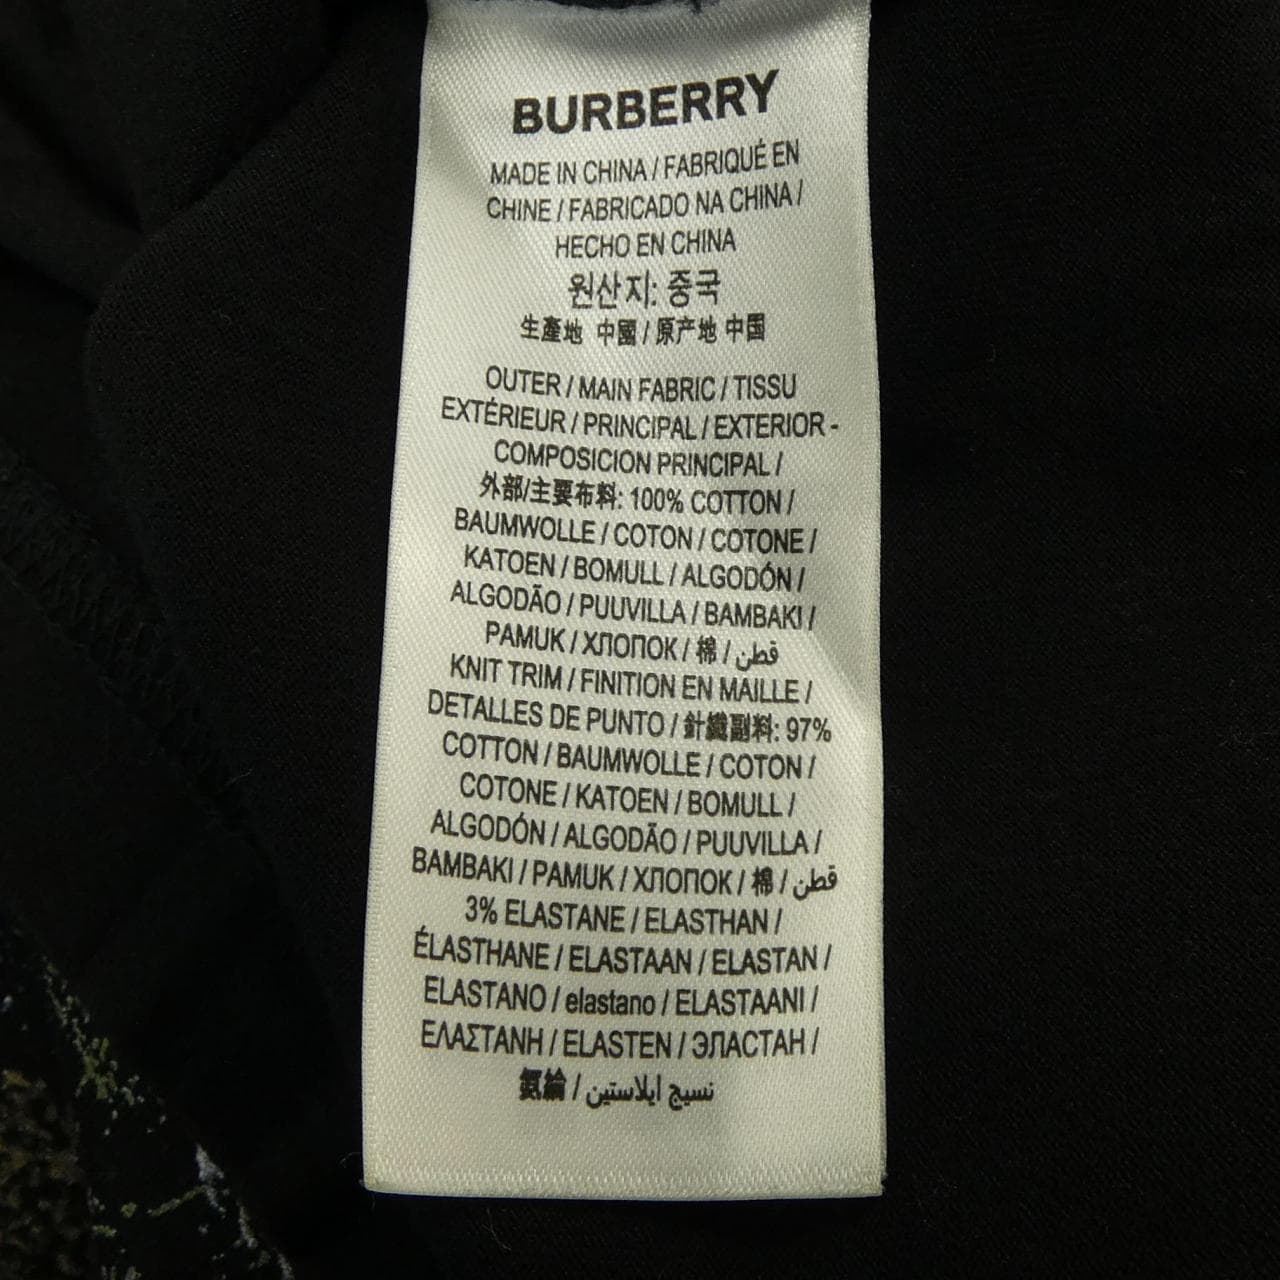 BURBERRY
MADE IN CHINA / FABRIQUÉ EN
CHINE / FABRICADO NA CHINA /
HECHO EN CHINA
원산지: 중국
生產地 中國 / 原产地 中国
OUTER / MAIN FABRIC / TISSU
EXTÉRIEUR / PRINCIPAL / EXTERIOR -
COMPOSICION PRINCIPAL /
外部/主要布料: 100% COTTON /
BAUMWOLLE / COTON / COTONE /
KATOEN / BOMULL / ALGODÓN /
ALGODÃO / PUUVILLA / BAMBAKI /
PAMUK / ХЛОПОК / 棉 / قطن
KNIT TRIM / FINITION EN MAILLE /
DETALLES DE PUNTO / 針織副料: 97%
COTTON / BAUMWOLLE / COTON /
COTONE / KATOEN / BOMULL /
ALGODÓN / ALGODÃO / PUUVILLA /
BAMBAKI / PAMUK / ХЛОПОК / 棉 / قطن
3% ELASTANE / ELASTHAN /
ÉLASTHANE / ELASTAAN / ELASTAN /
ELASTANO / elastano / ELASTAANI /
ΕΛΑΣΤΑΝΗ / ELASTEN / ЭЛАСТАН /
氨綸 / نسيج ايلاستين